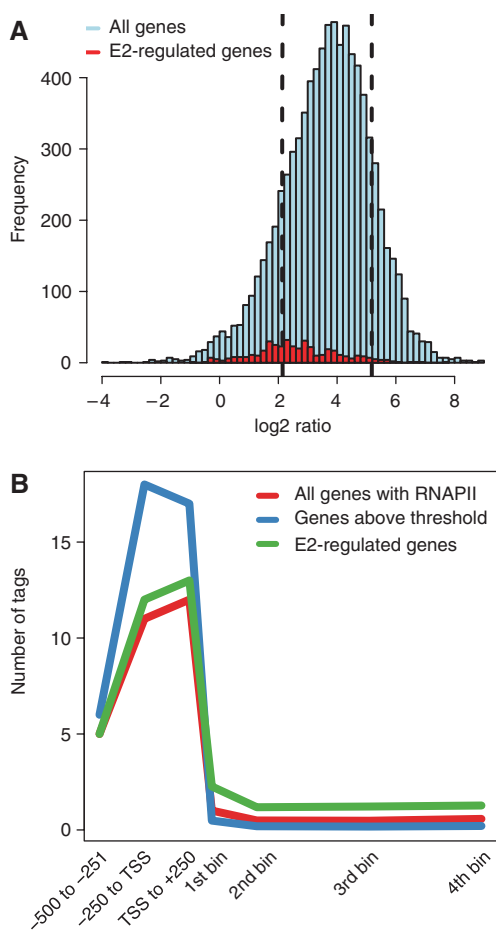 A
All genes
E2-regulated genes
Frequency
400
300
200
100
0
−4 −2 0 2 4 6 8
log2 ratio
B
All genes with RNAPII
Genes above threshold
E2-regulated genes
Number of tags
15
10
5
0
−500 to −251
−250 to TSS
TSS to +250
1st bin
2nd bin
3rd bin
4th bin